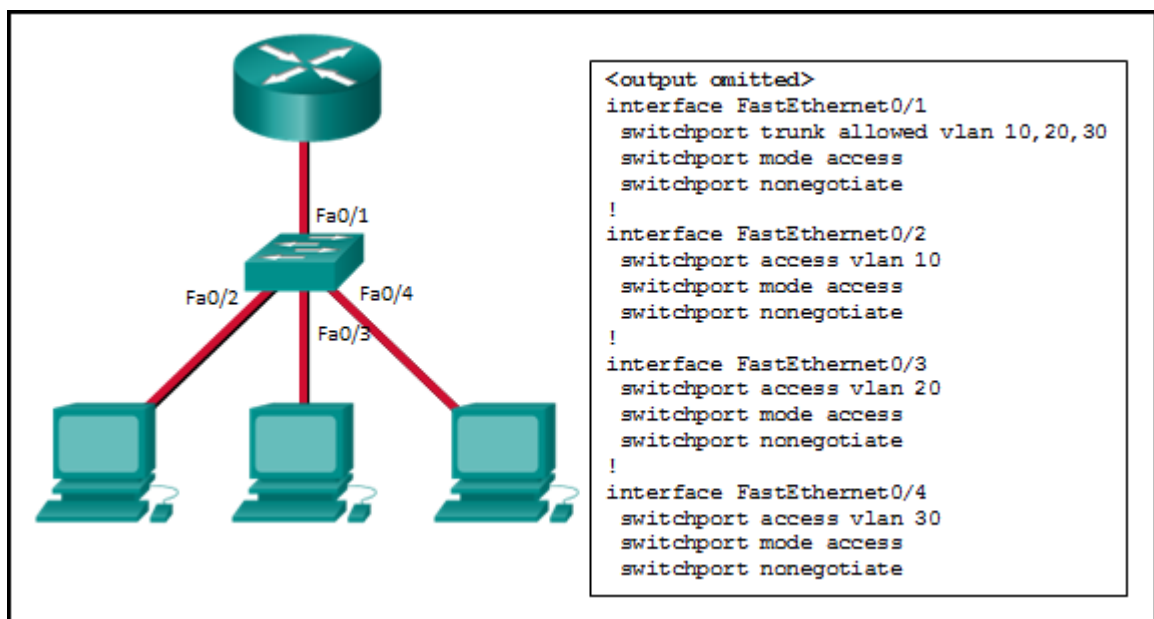 Fa0/1
Fa0/2
Fa0/4
Fa0/3
<output omitted>
interface FastEthernet0/1
switchport trunk allowed vlan 10,20,30
switchport mode access
switchport nonegotiate
!
interface FastEthernet0/2
switchport access vlan 10
switchport mode access
switchport nonegotiate
!
interface FastEthernet0/3
switchport access vlan 20
switchport mode access
switchport nonegotiate
!
interface FastEthernet0/4
switchport access vlan 30
switchport mode access
switchport nonegotiate